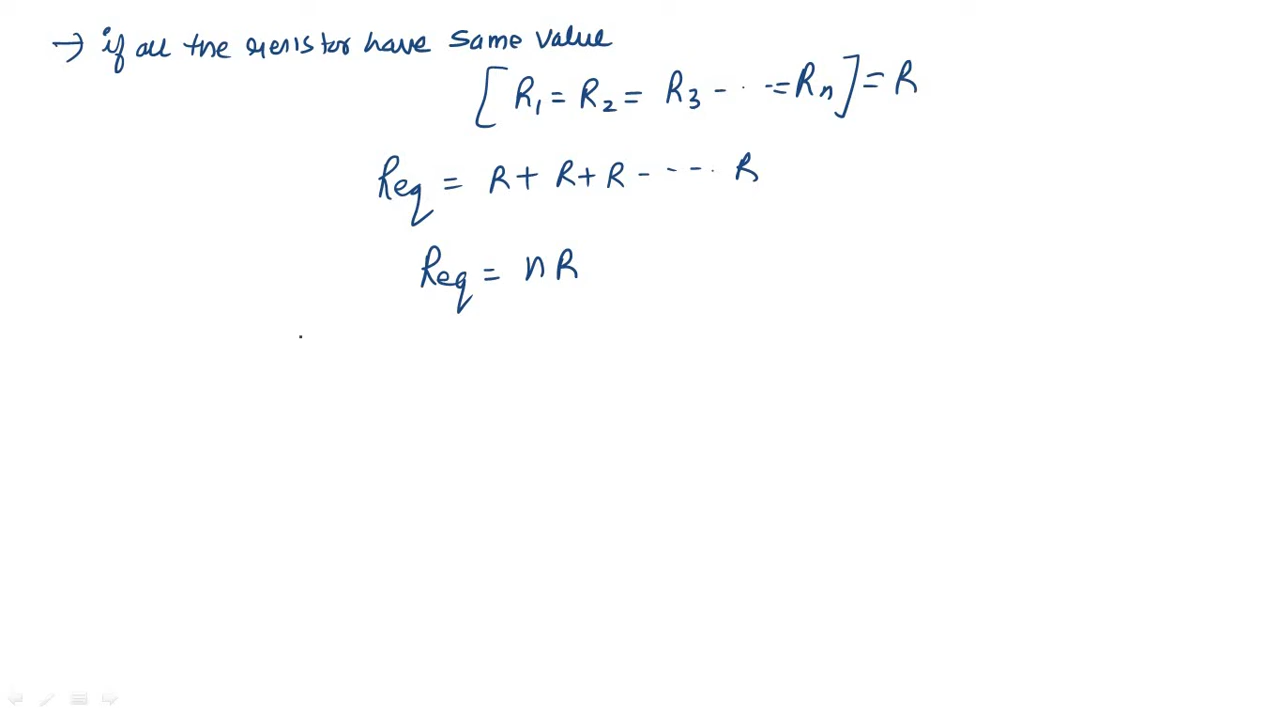 → if all the resistor have same value
[R₁ = R₂ = R₃ - · -= Rₙ] = R
Req = R + R + R - - - · R
Req = nR